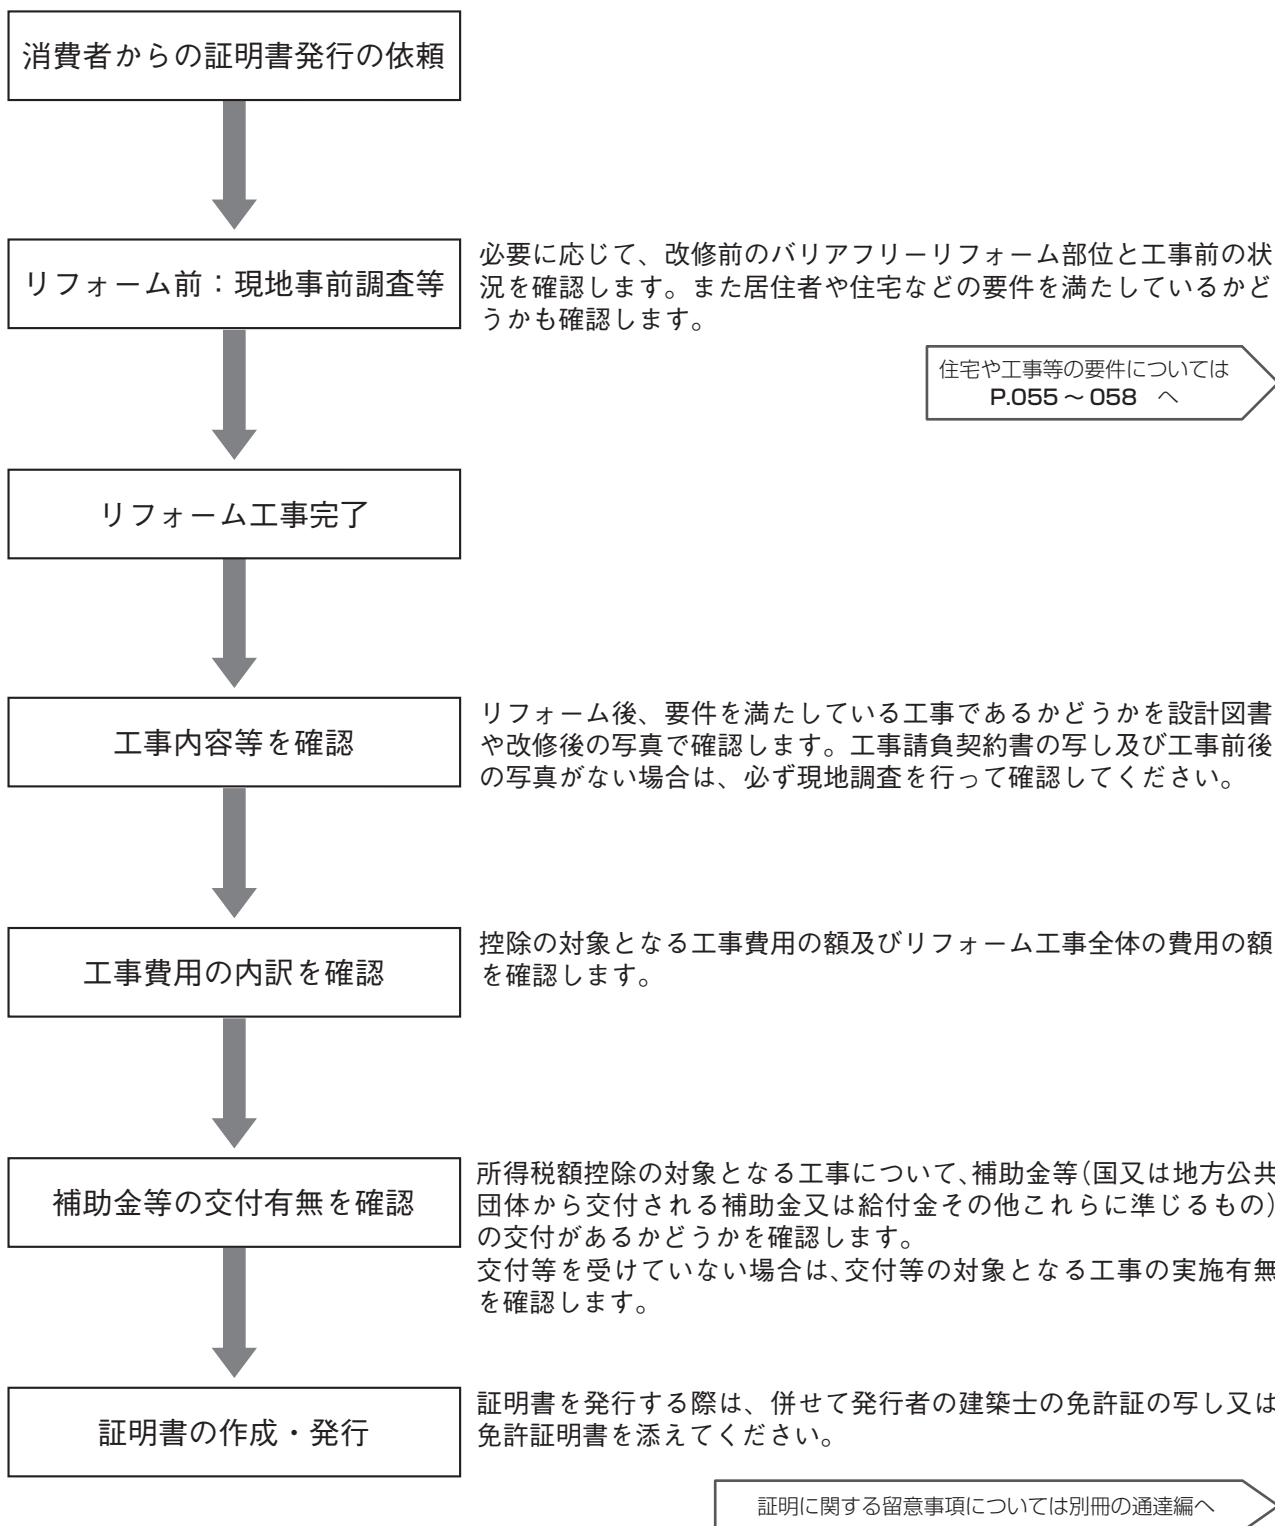 消費者からの証明書発行の依頼
リフォーム前：現地事前調査等
必要に応じて、改修前のバリアフリーリフォーム部位と工事前の状
況を確認します。また居住者や住宅などの要件を満たしているかど
うかも確認します。
住宅や工事等の要件については
P.055～058　へ
リフォーム工事完了
工事内容等を確認
リフォーム後、要件を満たしている工事であるかどうかを設計図書
や改修後の写真で確認します。工事請負契約書の写し及び工事前後
の写真がない場合は、必ず現地調査を行って確認してください。
工事費用の内訳を確認
控除の対象となる工事費用の額及びリフォーム工事全体の費用の額
を確認します。
補助金等の交付有無を確認
所得税額控除の対象となる工事について、補助金等（国又は地方公共
団体から交付される補助金又は給付金その他これらに準じるもの）
の交付があるかどうかを確認します。
交付等を受けていない場合は、交付等の対象となる工事の実施有無
を確認します。
証明書の作成・発行
証明書を発行する際は、併せて発行者の建築士の免許証の写し又は
免許証明書を添えてください。
証明に関する留意事項については別冊の通達編へ